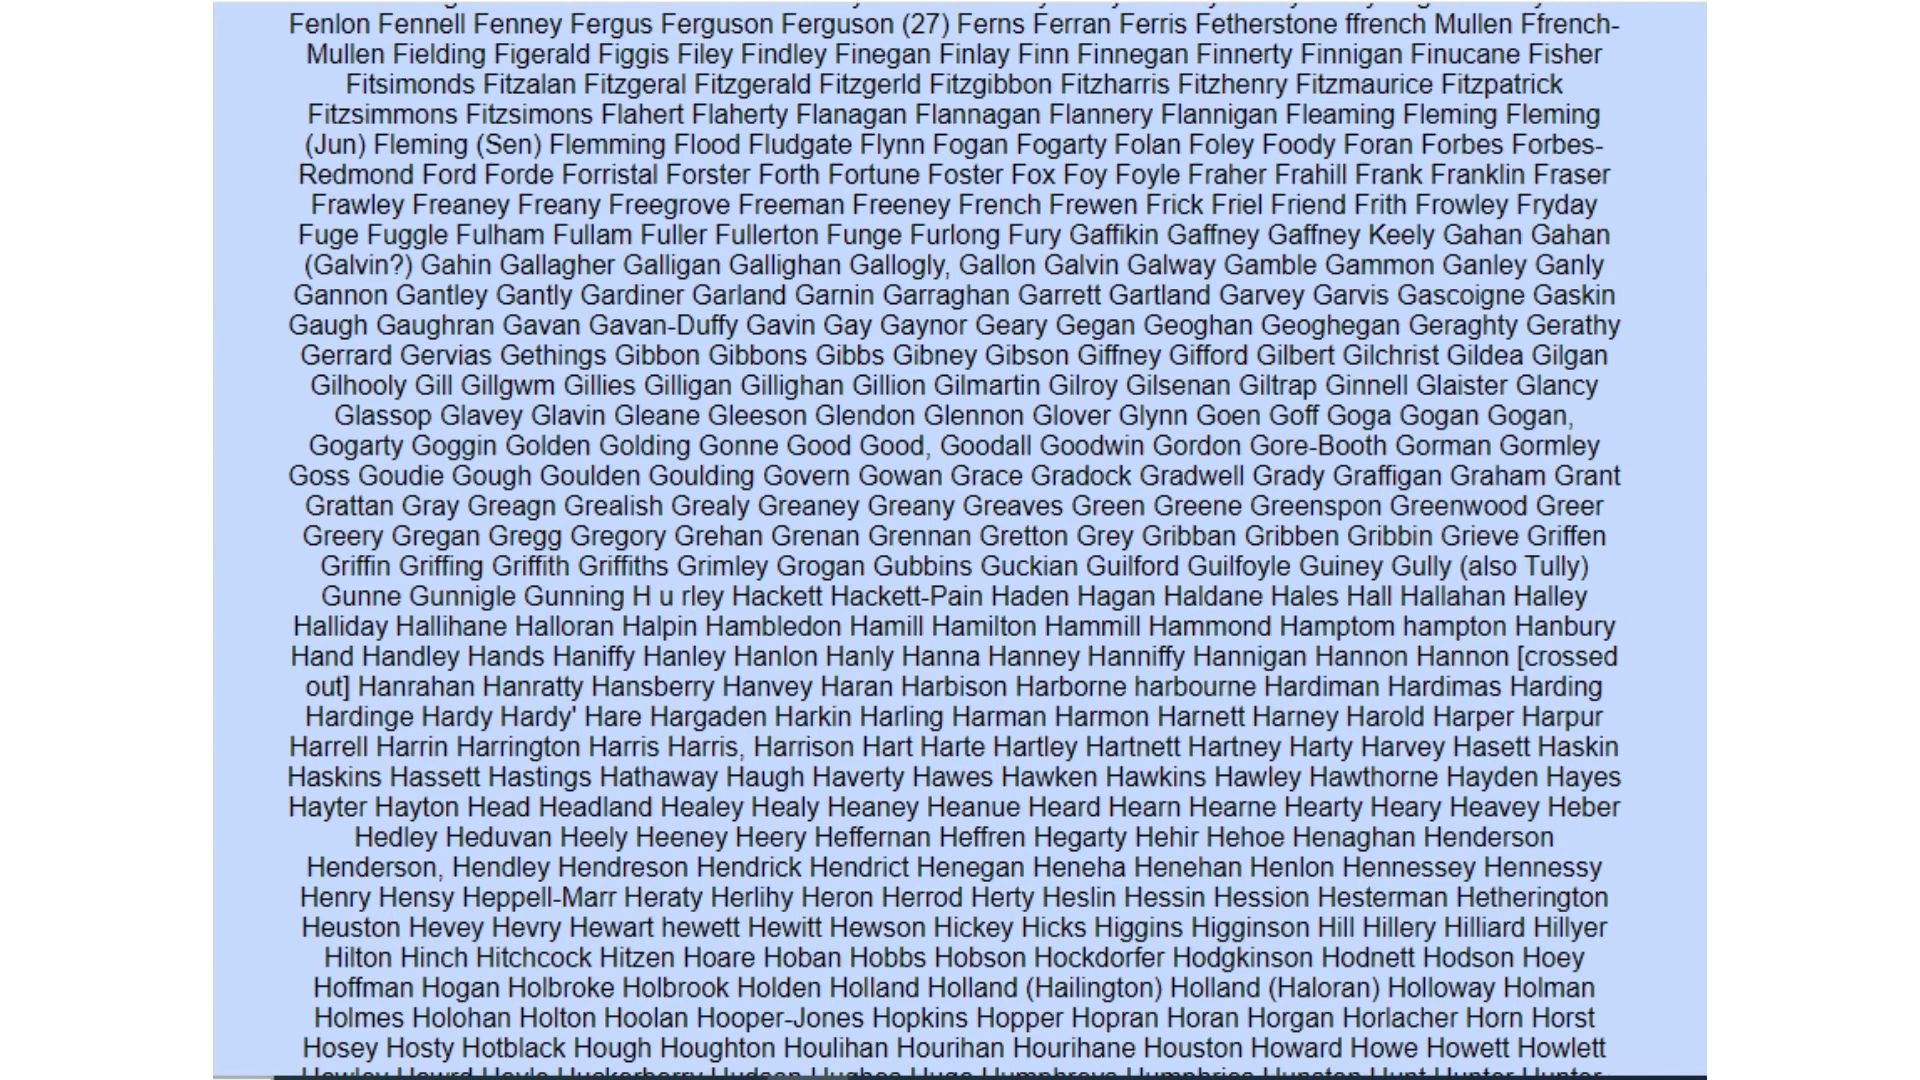 Fenlon Fennell Fenney Fergus Ferguson Ferguson (27) Ferns Ferran Ferris Fetherstone ffrench Mullen Ffrench-
Mullen Fielding Figerald Figgis Filey Findley Finegan Finlay Finn Finnegan Finnerty Finnigan Finucane Fisher
Fitsimonds Fitzalan Fitzgeral Fitzgerald Fitzgerld Fitzgibbon Fitzharris Fitzhenry Fitzmaurice Fitzpatrick
Fitzsimmons Fitzsimons Flahert Flaherty Flanagan Flannagan Flannery Flannigan Fleaming Fleming Fleming
(Jun) Fleming (Sen) Flemming Flood Fludgate Flynn Fogan Fogarty Folan Foley Foody Foran Forbes Forbes-
Redmond Ford Forde Forristal Forster Forth Fortune Foster Fox Foy Foyle Fraher Frahill Frank Franklin Fraser
Frawley Freaney Freany Freegrove Freeman Freeney French Frewen Frick Friel Friend Frith Frowley Fryday
Fuge Fuggle Fulham Fullam Fuller Fullerton Funge Furlong Fury Gaffikin Gaffney Gaffney Keely Gahan Gahan
(Galvin?) Gahin Gallagher Galligan Gallighan Gallogly, Gallon Galvin Galway Gamble Gammon Ganley Ganly
Gannon Gantley Gantly Gardiner Garland Garnin Garraghan Garrett Gartland Garvey Garvis Gascoigne Gaskin
Gaugh Gaughran Gavan Gavan-Duffy Gavin Gay Gaynor Geary Gegan Geoghan Geoghegan Geraghty Gerathy
Gerrard Gervias Gethings Gibbon Gibbons Gibbs Gibney Gibson Giffney Gifford Gilbert Gilchrist Gildea Gilgan
Gilhooly Gill Gillgwm Gillies Gilligan Gillighan Gillion Gilmartin Gilroy Gilsenan Giltrap Ginnell Glaister Glancy
Glassop Glavey Glavin Gleane Gleeson Glendon Glennon Glover Glynn Goen Goff Goga Gogan Gogan,
Gogarty Goggin Golden Golding Gonne Good Good, Goodall Goodwin Gordon Gore-Booth Gorman Gormley
Goss Goudie Gough Goulden Goulding Govern Gowan Grace Gradock Gradwell Grady Graffigan Graham Grant
Grattan Gray Greagn Grealish Grealy Greaney Greany Greaves Green Greene Greenspon Greenwood Greer
Greery Gregan Gregg Gregory Grehan Grenan Grennan Gretton Grey Gribban Gribben Gribbin Grieve Griffen
Griffin Griffing Griffith Griffiths Grimley Grogan Gubbins Guckian Guilford Guilfoyle Guiney Gully (also Tully)
Gunne Gunnigle Gunning H u rley Hackett Hackett-Pain Haden Hagan Haldane Hales Hall Hallahan Halley
Halliday Hallihane Halloran Halpin Hambledon Hamill Hamilton Hammill Hammond Hamptom hampton Hanbury
Hand Handley Hands Haniffy Hanley Hanlon Hanly Hanna Hanney Hanniffy Hannigan Hannon Hannon [crossed
out] Hanrahan Hanratty Hansberry Hanvey Haran Harbison Harborne harbourne Hardiman Hardimas Harding
Hardinge Hardy Hardy' Hare Hargaden Harkin Harling Harman Harmon Harnett Harney Harold Harper Harpur
Harrell Harrin Harrington Harris Harris, Harrison Hart Harte Hartley Hartnett Hartney Harty Harvey Hasett Haskin
Haskins Hassett Hastings Hathaway Haugh Haverty Hawes Hawken Hawkins Hawley Hawthorne Hayden Hayes
Hayter Hayton Head Headland Healey Healy Heaney Heanue Heard Hearn Hearne Hearty Heary Heavey Heber
Hedley Heduvan Heely Heeney Heery Heffernan Heffren Hegarty Hehir Hehoe Henaghan Henderson
Henderson, Hendley Hendreson Hendrick Hendrict Henegan Heneha Henehan Henlon Hennessey Hennessy
Henry Hensy Heppell-Marr Heraty Herlihy Heron Herrod Herty Heslin Hessin Hession Hesterman Hetherington
Heuston Hevey Hevry Hewart hewett Hewitt Hewson Hickey Hicks Higgins Higginson Hill Hillery Hilliard Hillyer
Hilton Hinch Hitchcock Hitzen Hoare Hoban Hobbs Hobson Hockdorfer Hodgkinson Hodnett Hodson Hoey
Hoffman Hogan Holbroke Holbrook Holden Holland Holland (Hailington) Holland (Haloran) Holloway Holman
Holmes Holohan Holton Hoolan Hooper-Jones Hopkins Hopper Hopran Horan Horgan Horlacher Horn Horst
Hosey Hosty Hotblack Hough Houghton Houlihan Hourihan Hourihane Houston Howard Howe Howett Howlett